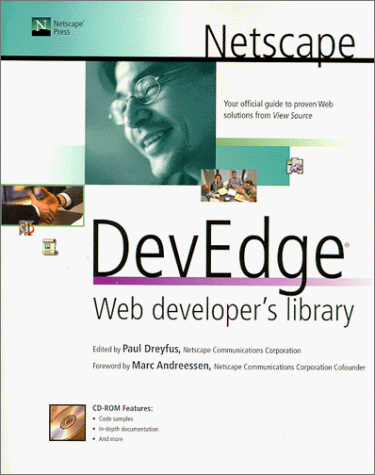 Netscape®
Press
Netscape
Your official guide to proven Web
solutions from View Source
DevEdge®
Web developer's library
Edited by Paul Dreyfus, Netscape Communications Corporation
Foreword by Marc Andreessen, Netscape Communications Corporation Cofounder
CD-ROM Features:
• Code samples
• In-depth documentation
• And more